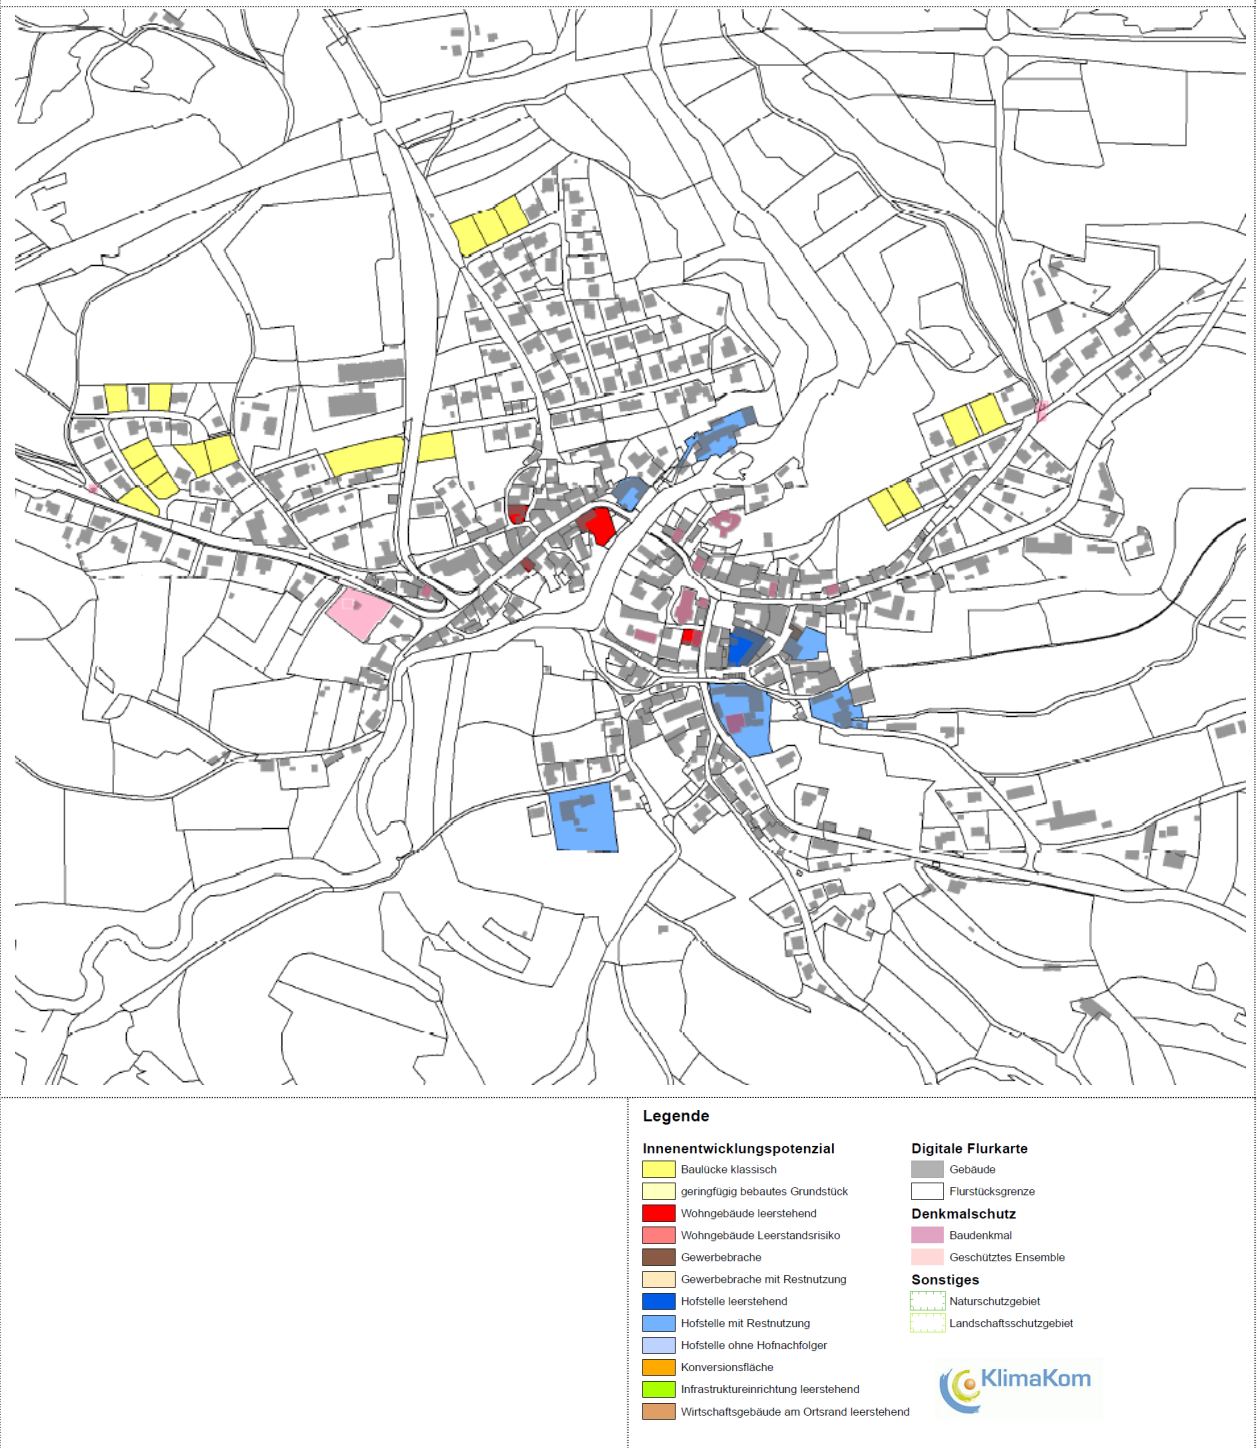 Legende
Innenentwicklungspotenzial
Baulücke klassisch
geringfügig bebautes Grundstück
Wohngebäude leerstehend
Wohngebäude Leerstandsrisiko
Gewerbebrache
Gewerbebrache mit Restnutzung
Hofstelle leerstehend
Hofstelle mit Restnutzung
Hofstelle ohne Hofnachfolger
Konversionsfläche
Infrastruktureinrichtung leerstehend
Wirtschaftsgebäude am Ortsrand leerstehend
Digitale Flurkarte
Gebäude
Flurstücksgrenze
Denkmalschutz
Baudenkmal
Geschütztes Ensemble
Sonstiges
Naturschutzgebiet
Landschaftsschutzgebiet
KlimaKom